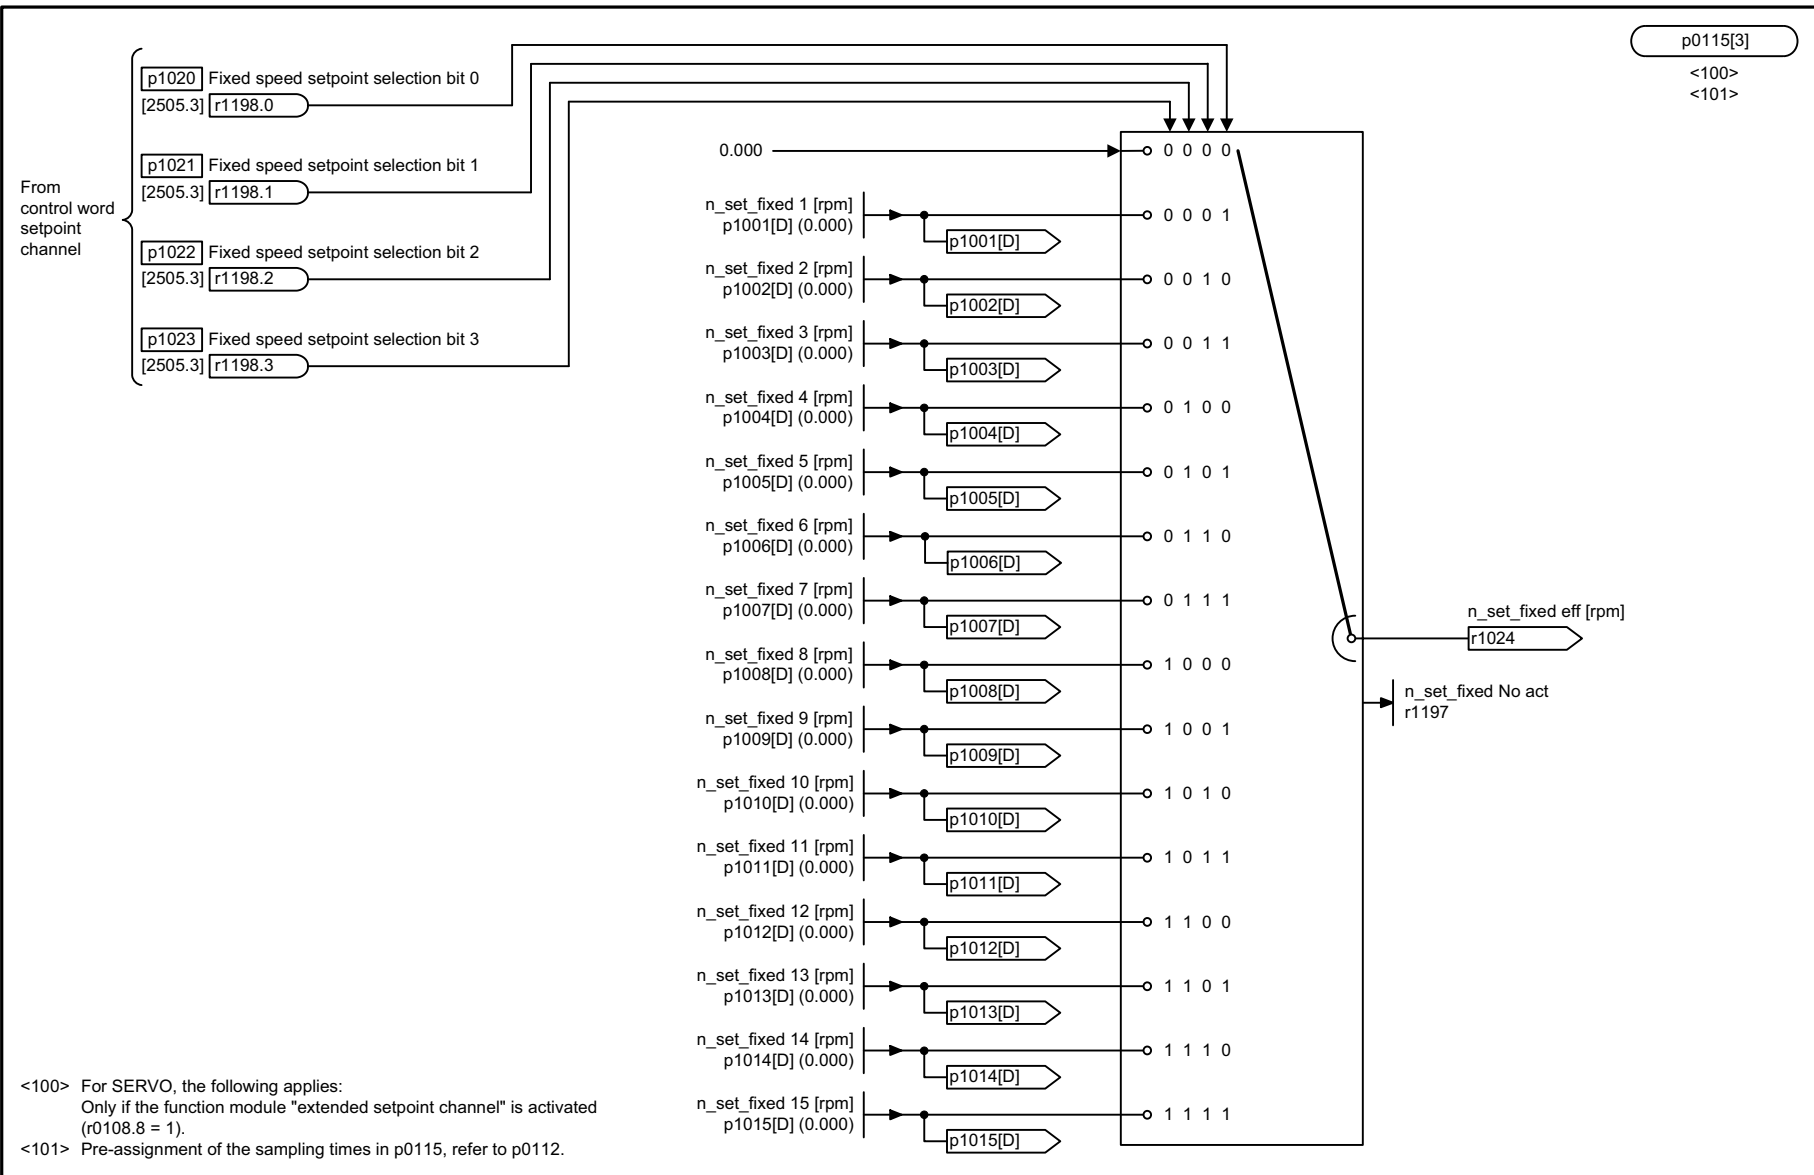 p0115[3]
<100>
<101>
From
control word
setpoint
channel
p1020 Fixed speed setpoint selection bit 0
[2505.3] r1198.0
p1021 Fixed speed setpoint selection bit 1
[2505.3] r1198.1
p1022 Fixed speed setpoint selection bit 2
[2505.3] r1198.2
p1023 Fixed speed setpoint selection bit 3
[2505.3] r1198.3
0.000 0 0 0 0
n_set_fixed 1 [rpm]
p1001[D] (0.000) 0 0 0 1
p1001[D]
n_set_fixed 2 [rpm]
p1002[D] (0.000) 0 0 1 0
p1002[D]
n_set_fixed 3 [rpm]
p1003[D] (0.000) 0 0 1 1
p1003[D]
n_set_fixed 4 [rpm]
p1004[D] (0.000) 0 1 0 0
p1004[D]
n_set_fixed 5 [rpm]
p1005[D] (0.000) 0 1 0 1
p1005[D]
n_set_fixed 6 [rpm]
p1006[D] (0.000) 0 1 1 0
p1006[D]
n_set_fixed 7 [rpm]
p1007[D] (0.000) 0 1 1 1
p1007[D]
n_set_fixed 8 [rpm]
p1008[D] (0.000) 1 0 0 0
p1008[D]
n_set_fixed 9 [rpm]
p1009[D] (0.000) 1 0 0 1
p1009[D]
n_set_fixed 10 [rpm]
p1010[D] (0.000) 1 0 1 0
p1010[D]
n_set_fixed 11 [rpm]
p1011[D] (0.000) 1 0 1 1
p1011[D]
n_set_fixed 12 [rpm]
p1012[D] (0.000) 1 1 0 0
p1012[D]
n_set_fixed 13 [rpm]
p1013[D] (0.000) 1 1 0 1
p1013[D]
n_set_fixed 14 [rpm]
p1014[D] (0.000) 1 1 1 0
p1014[D]
n_set_fixed 15 [rpm]
p1015[D] (0.000) 1 1 1 1
p1015[D]
n_set_fixed eff [rpm]
r1024
n_set_fixed No act
r1197
<100> For SERVO, the following applies:
Only if the function module "extended setpoint channel" is activated
(r0108.8 = 1).
<101> Pre-assignment of the sampling times in p0115, refer to p0112.